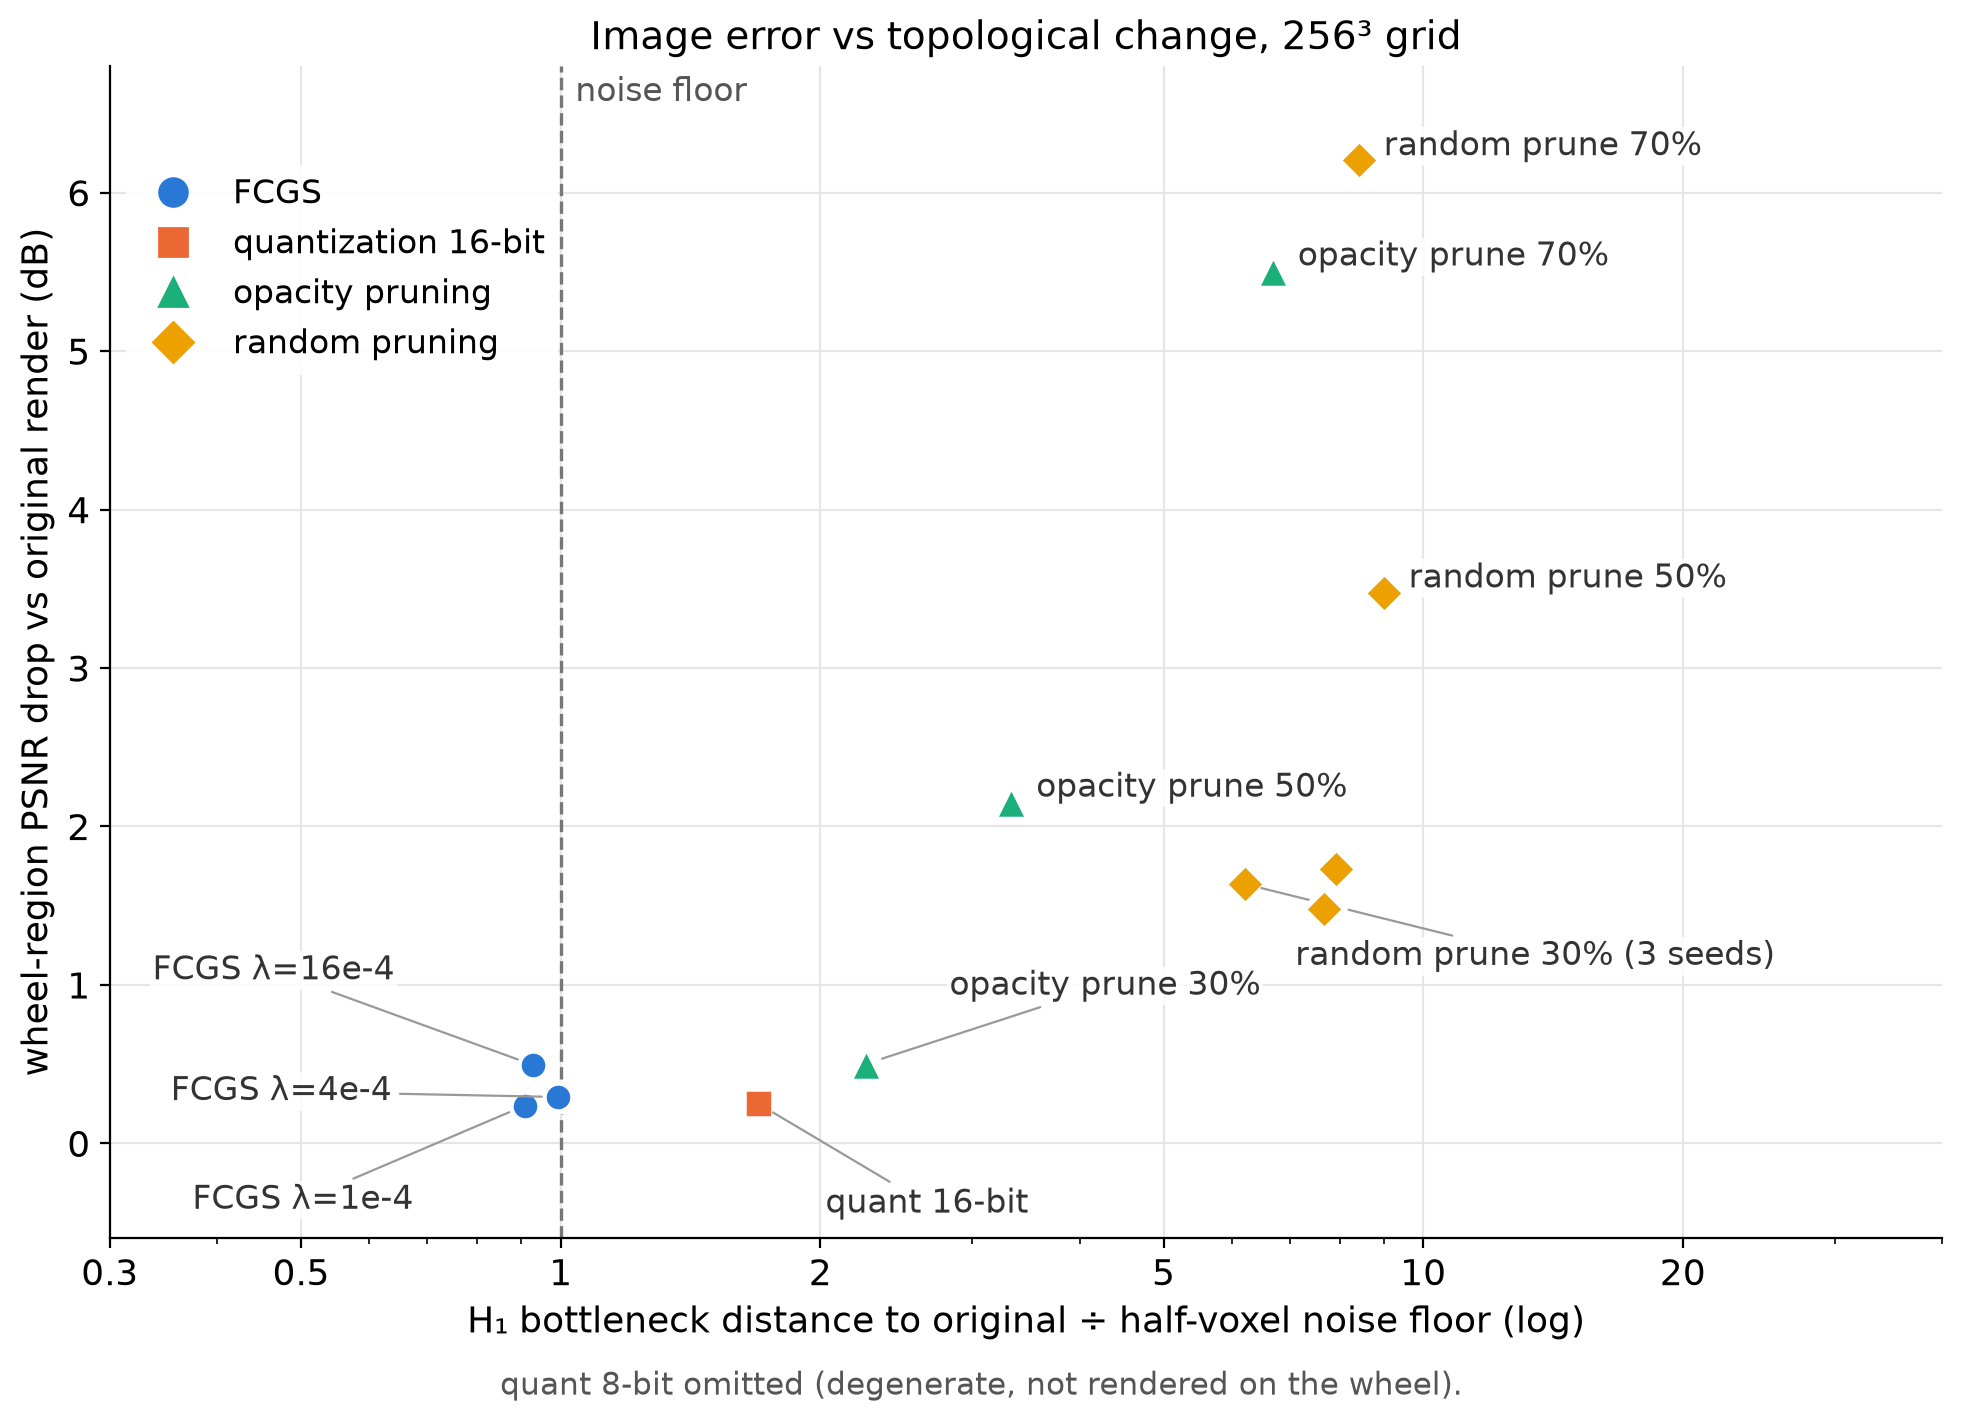 Image error vs topological change, 256³ grid
noise floor
random prune 70%
FCGS
quantization 16-bit
opacity pruning
random pruning
opacity prune 70%
random prune 50%
opacity prune 50%
random prune 30% (3 seeds)
opacity prune 30%
FCGS λ=16e-4
FCGS λ=4e-4
FCGS λ=1e-4
quant 16-bit
wheel-region PSNR drop vs original render (dB)
6
5
4
3
2
1
0
0.3 0.5 1 2 5 10 20
H₁ bottleneck distance to original ÷ half-voxel noise floor (log)
quant 8-bit omitted (degenerate, not rendered on the wheel).